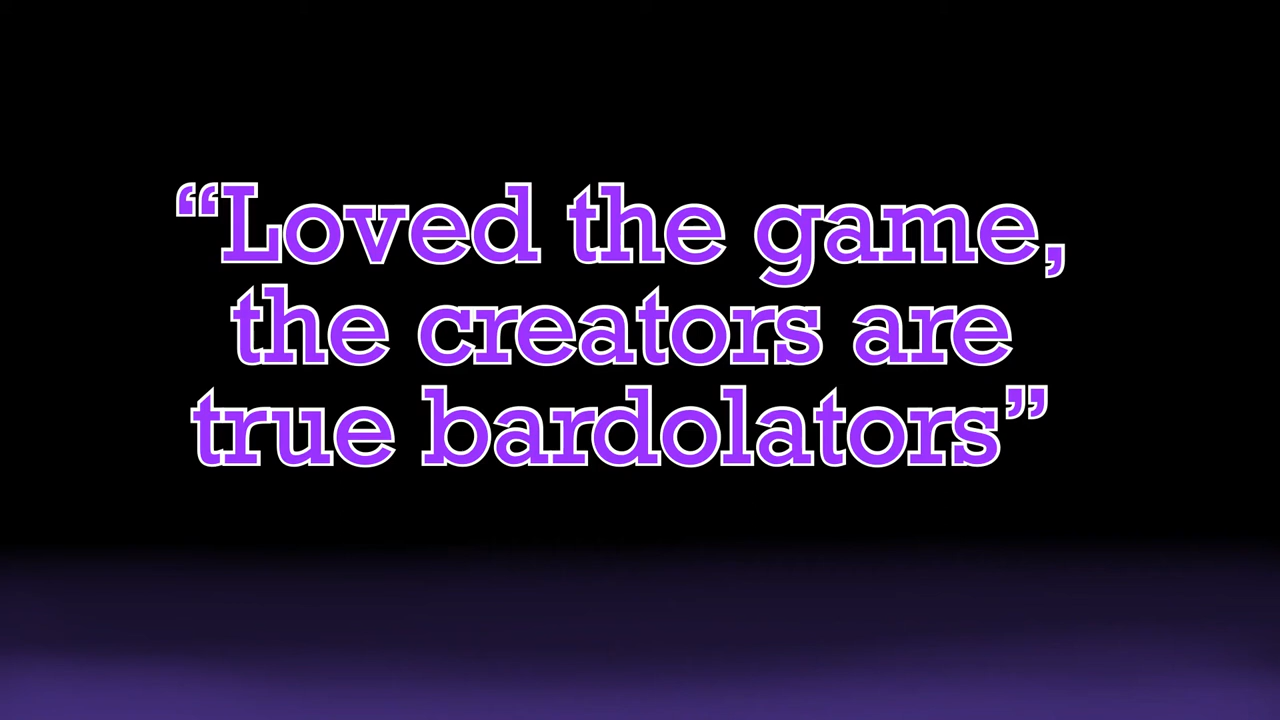 “Loved the game,
the creators are
true bardolators”